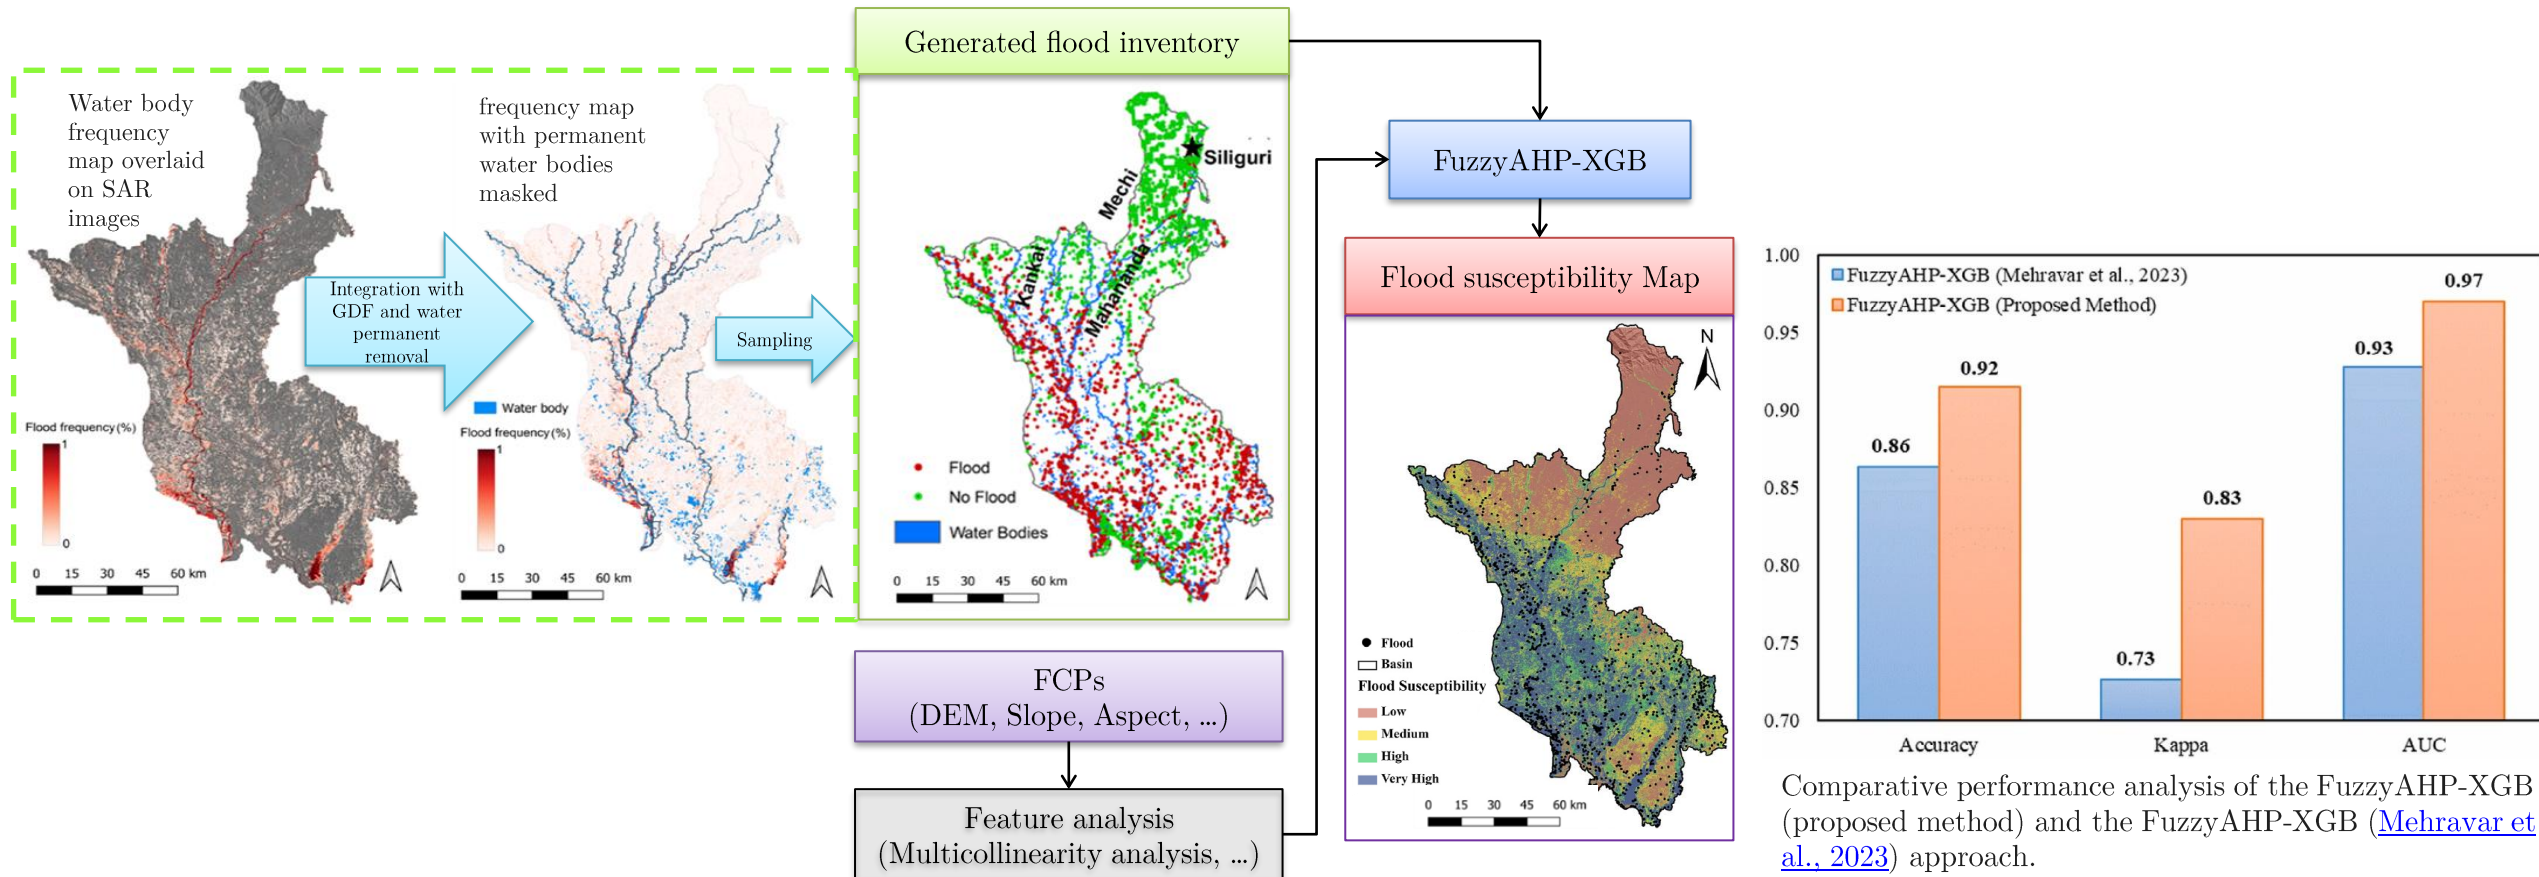 Water body
frequency
map overlaid
on SAR
images
Flood frequency(%)
1
0
0 15 30 45 60 km
Integration with
GDF and water
permanent
removal
frequency map
with permanent
water bodies
masked
Water body
Flood frequency(%)
1
0
0 15 30 45 60 km
Sampling
Generated flood inventory
Siliguri
Mechi
Kankai
Mahananda
Flood
No Flood
Water Bodies
0 15 30 45 60 km
FCPs
(DEM, Slope, Aspect, ...)
Feature analysis
(Multicollinearity analysis, ...)
FuzzyAHP-XGB
Flood susceptibility Map
N
Flood
Basin
Flood Susceptibility
Low
Medium
High
Very High
0 15 30 45 60 km
FuzzyAHP-XGB (Mehravar et al., 2023)
FuzzyAHP-XGB (Proposed Method)
1.00
0.95
0.90
0.85
0.80
0.75
0.70
0.86
0.92
0.73
0.83
0.93
0.97
Accuracy Kappa AUC
Comparative performance analysis of the FuzzyAHP-XGB
(proposed method) and the FuzzyAHP-XGB (Mehravar et
al., 2023) approach.